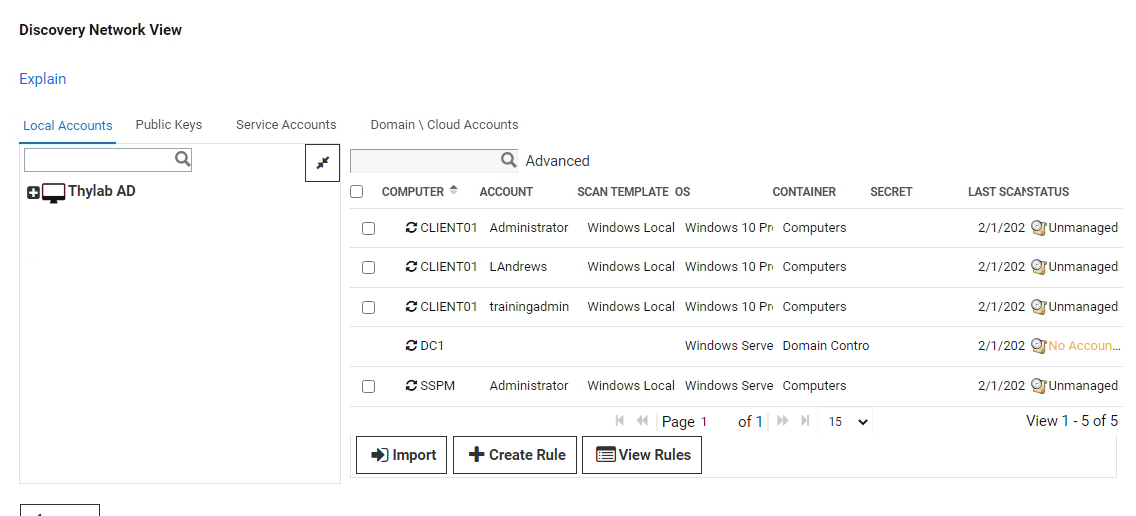 Discovery Network View
Explain
Local Accounts Public Keys Service Accounts Domain \ Cloud Accounts
Advanced
Thylab AD
COMPUTER ACCOUNT SCAN TEMPLATE OS CONTAINER SECRET LAST SCAN STATUS
CLIENT01 Administrator Windows Local Windows 10 Pr Computers 2/1/202 Unmanaged
CLIENT01 LAndrews Windows Local Windows 10 Pr Computers 2/1/202 Unmanaged
CLIENT01 trainingadmin Windows Local Windows 10 Pr Computers 2/1/202 Unmanaged
DC1 Windows Serve Domain Contro 2/1/202 No Accoun...
SSPM Administrator Windows Local Windows Serve Computers 2/1/202 Unmanaged
Page 1 of 1 15 View 1 - 5 of 5
Import Create Rule View Rules